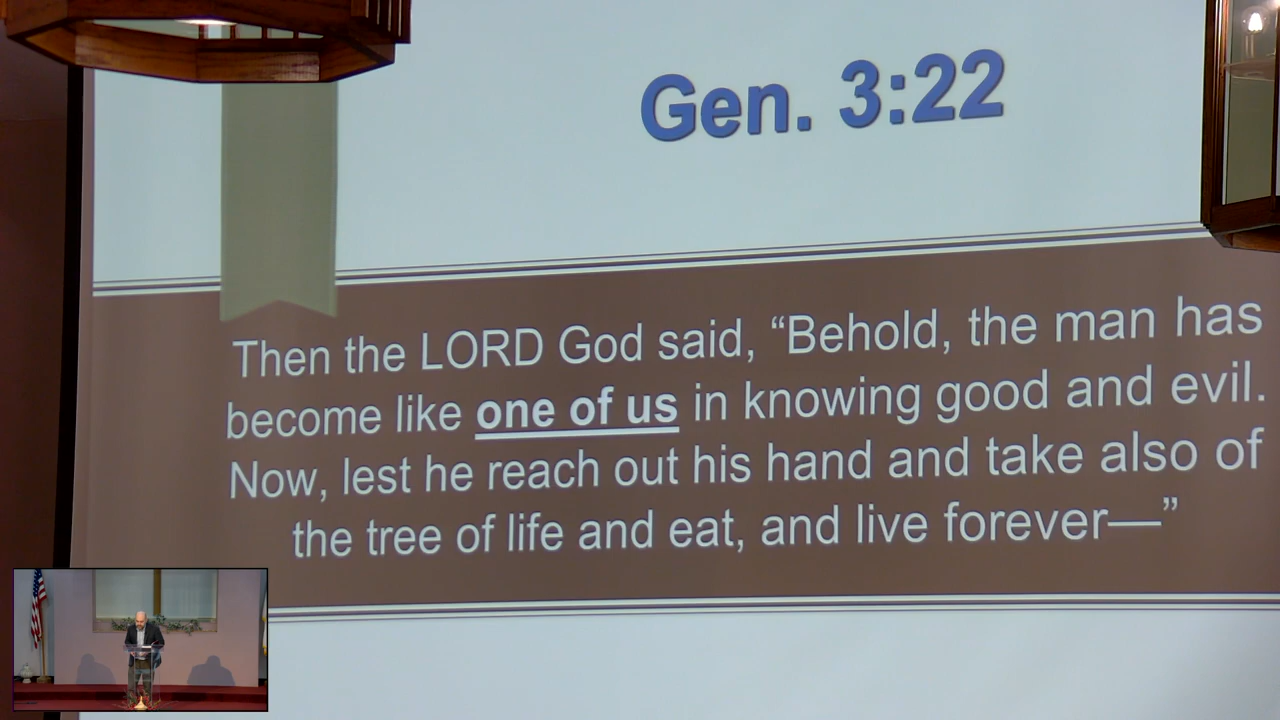 Gen. 3:22
Then the LORD God said, “Behold, the man has
become like one of us in knowing good and evil.
Now, lest he reach out his hand and take also of
the tree of life and eat, and live forever—”